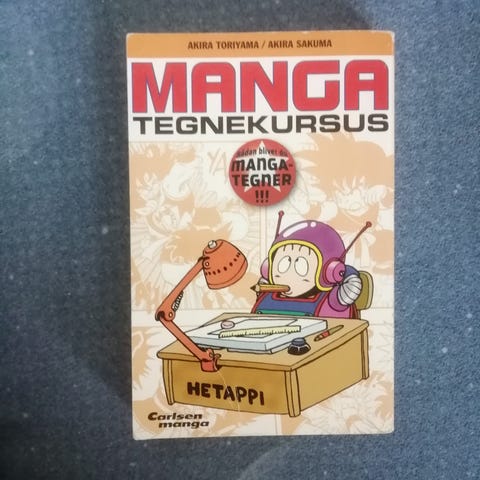 AKIRA TORIYAMA / AKIRA SAKUMA
MANGA
TEGNEKURSUS
Sådan bliver du
MANGA-
TEGNER
!!!
HETAPPI
Carlsen
manga